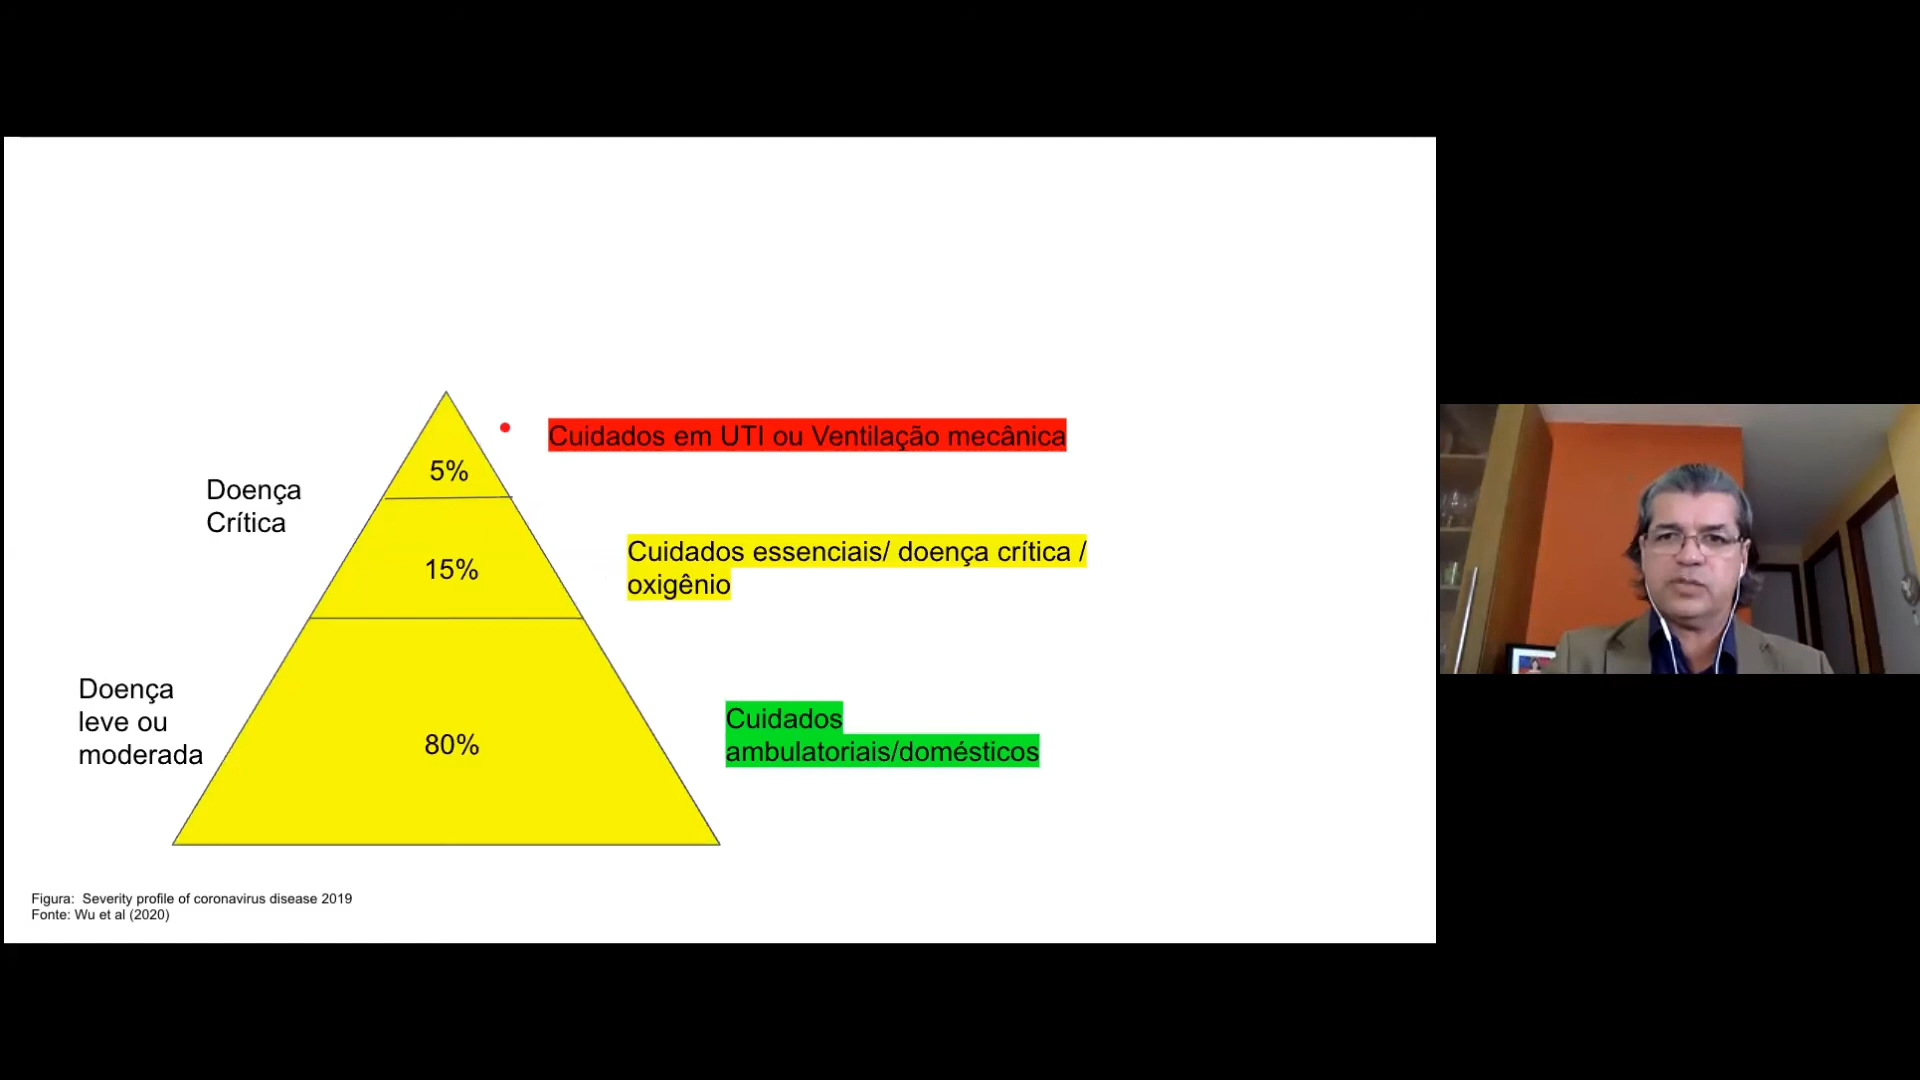 Cuidados em UTI ou Ventilação mecânica
5%
Doença
Crítica
Cuidados essenciais/ doença crítica /
oxigênio
15%
Doença
leve ou
moderada
80%
Cuidados
ambulatoriais/domésticos
Figura:  Severity profile of coronavirus disease 2019
Fonte: Wu et al (2020)